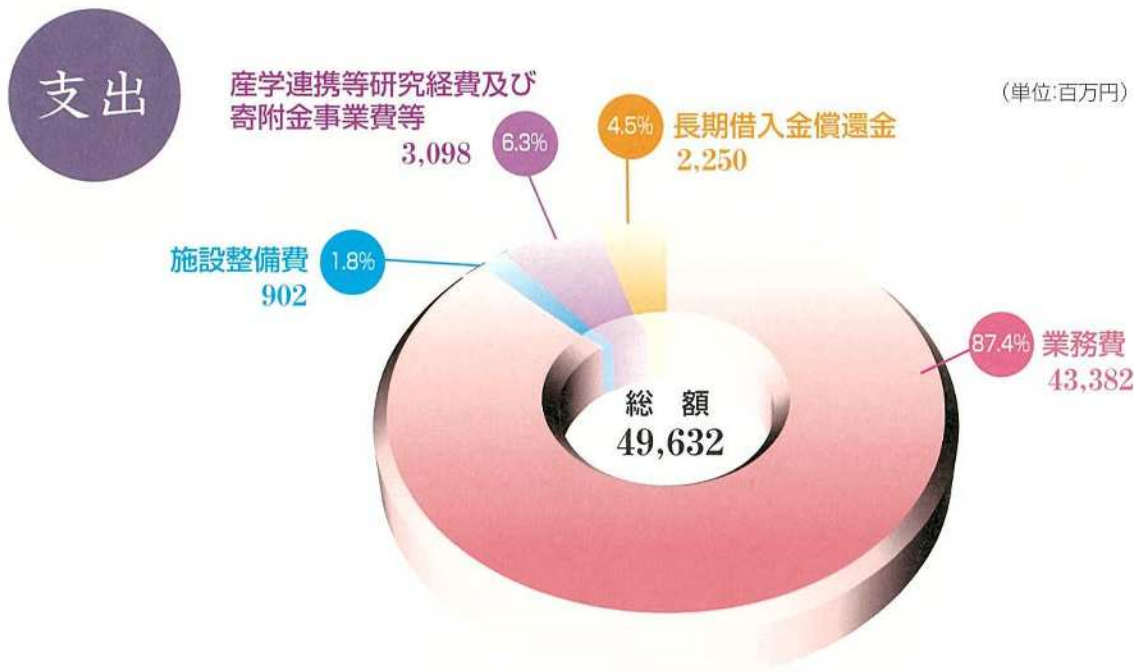 支出
(単位:百万円)
産学連携等研究経費及び
寄附金事業費等
3,098
6.3%
4.5%
長期借入金償還金
2,250
施設整備費
902
1.8%
87.4%
業務費
43,382
総 額
49,632